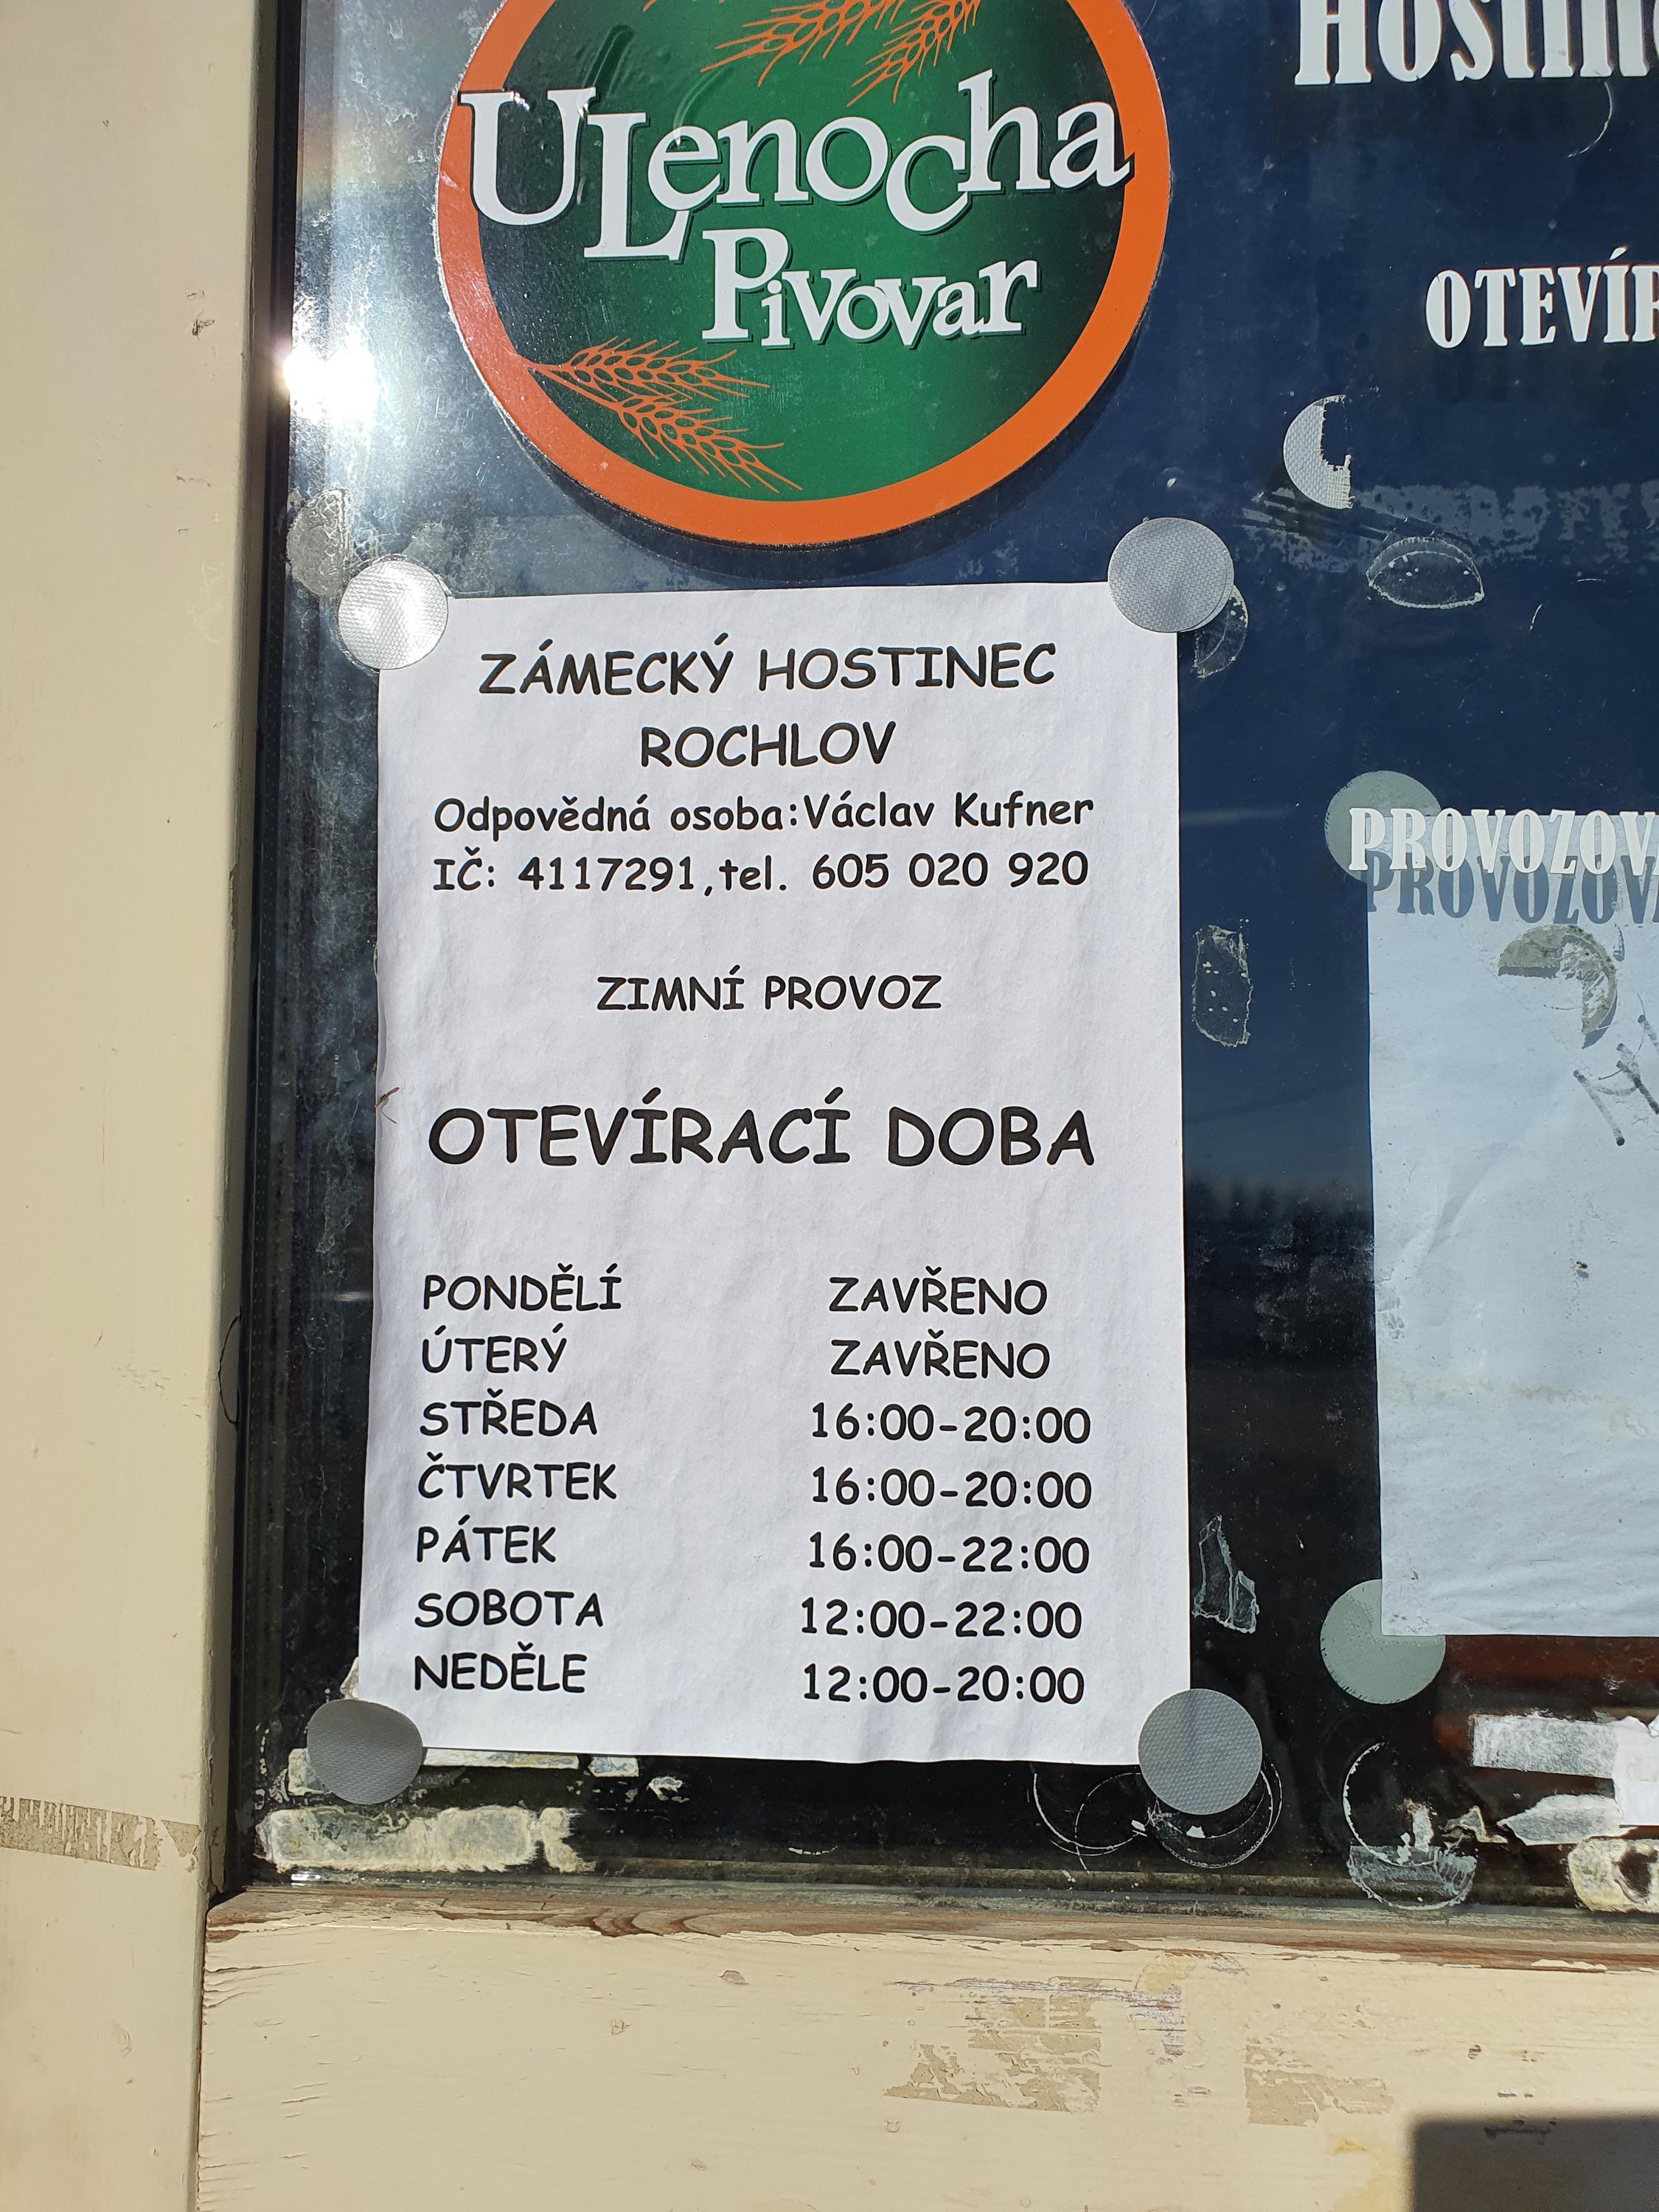 ULenocha
Pivovar
ZÁMECKÝ HOSTINEC
ROCHLOV
Odpovědná osoba:Václav Kufner
IČ: 4117291,tel. 605 020 920
ZIMNÍ PROVOZ
OTEVÍRACÍ DOBA
PONDĚLÍ ZAVŘENO
ÚTERÝ ZAVŘENO
STŘEDA 16:00-20:00
ČTVRTEK 16:00-20:00
PÁTEK 16:00-22:00
SOBOTA 12:00-22:00
NEDĚLE 12:00-20:00